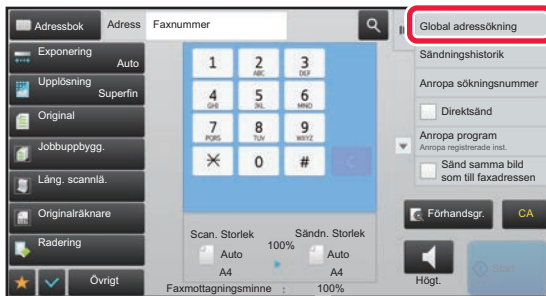 Adressbok
Adress
Faxnummer
Global adressökning
Exponering
Auto
Upplösning
Superfin
Original
Jobbuppbygg.
Lång. scannlä.
Originalräknare
Radering
Övrigt
1
2
ABC
3
DEF
4
GHI
5
JKL
6
MNO
7
PQRS
8
TUV
9
WXYZ
0
#
C
Scan. Storlek
100%
Sändn. Storlek
Auto
Auto
A4
A4
Faxmottagningsminne : 100%
Sändningshistorik
Anropa sökningsnummer
Direktsänd
Anropa program
Anropa registrerade inst.
Sänd samma bild
som till faxadressen
Förhandsgr.
CA
Högt.
Start